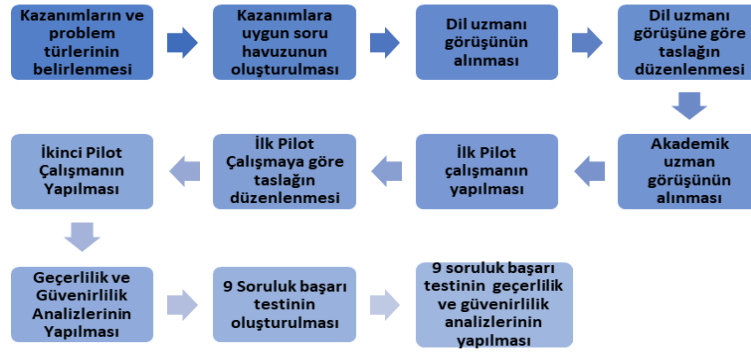 Kazanımların ve
problem
türlerinin
belirlenmesi
Kazanımlara
uygun soru
havuzunun
oluşturulması
Dil uzmanı
görüşünün
alınması
Dil uzmanı
görüşüne göre
taslağın
düzenlenmesi
Akademik
uzman
görüşünün
alınması
İlk Pilot
çalışmanın
yapılması
İlk Pilot
Çalışmaya göre
taslağın
düzenlenmesi
İkinci Pilot
Çalışmanın
Yapılması
Geçerlilik ve
Güvenirlilik
Analizlerinin
Yapılması
9 Soruluk başarı
testinin
oluşturulması
9 soruluk başarı
testinin geçerlilik
ve güvenirlilik
analizlerinin
yapılması